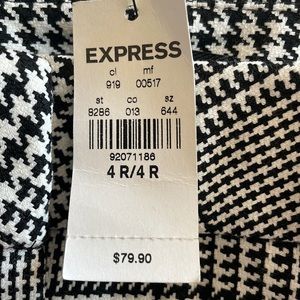 EXPRESS
cl mf
919 00517
st co sz
9286 013 644
92071186
4 R/4 R
$79.90